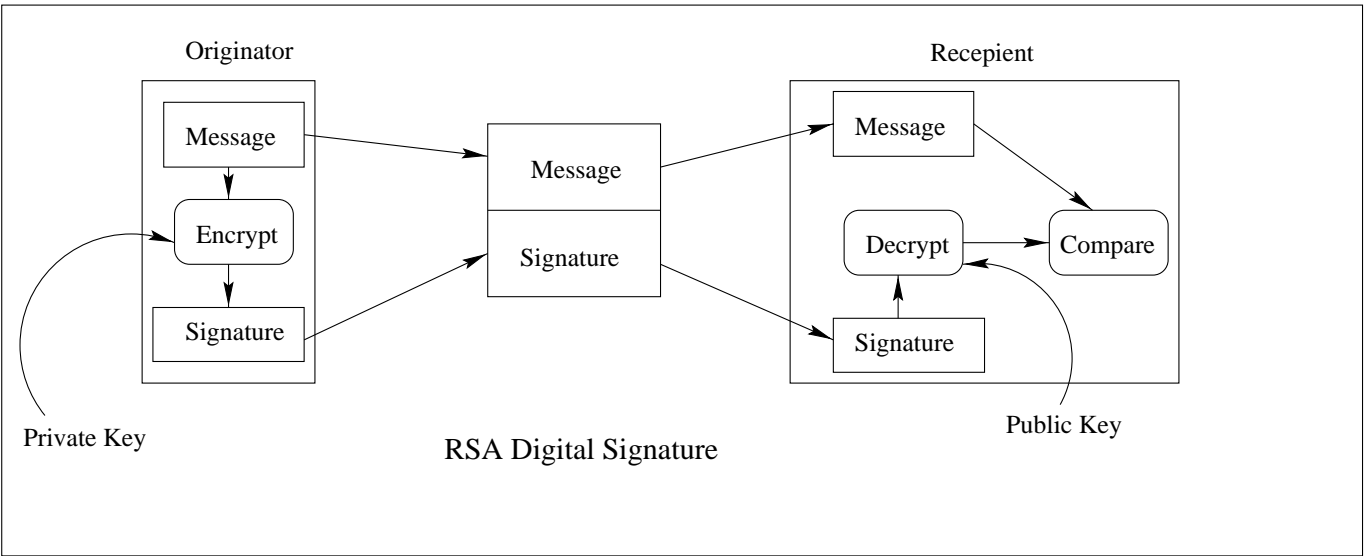 Originator
Recepient
Message
Encrypt
Signature
Private Key
Message
Signature
Message
Decrypt
Compare
Signature
Public Key
RSA Digital Signature